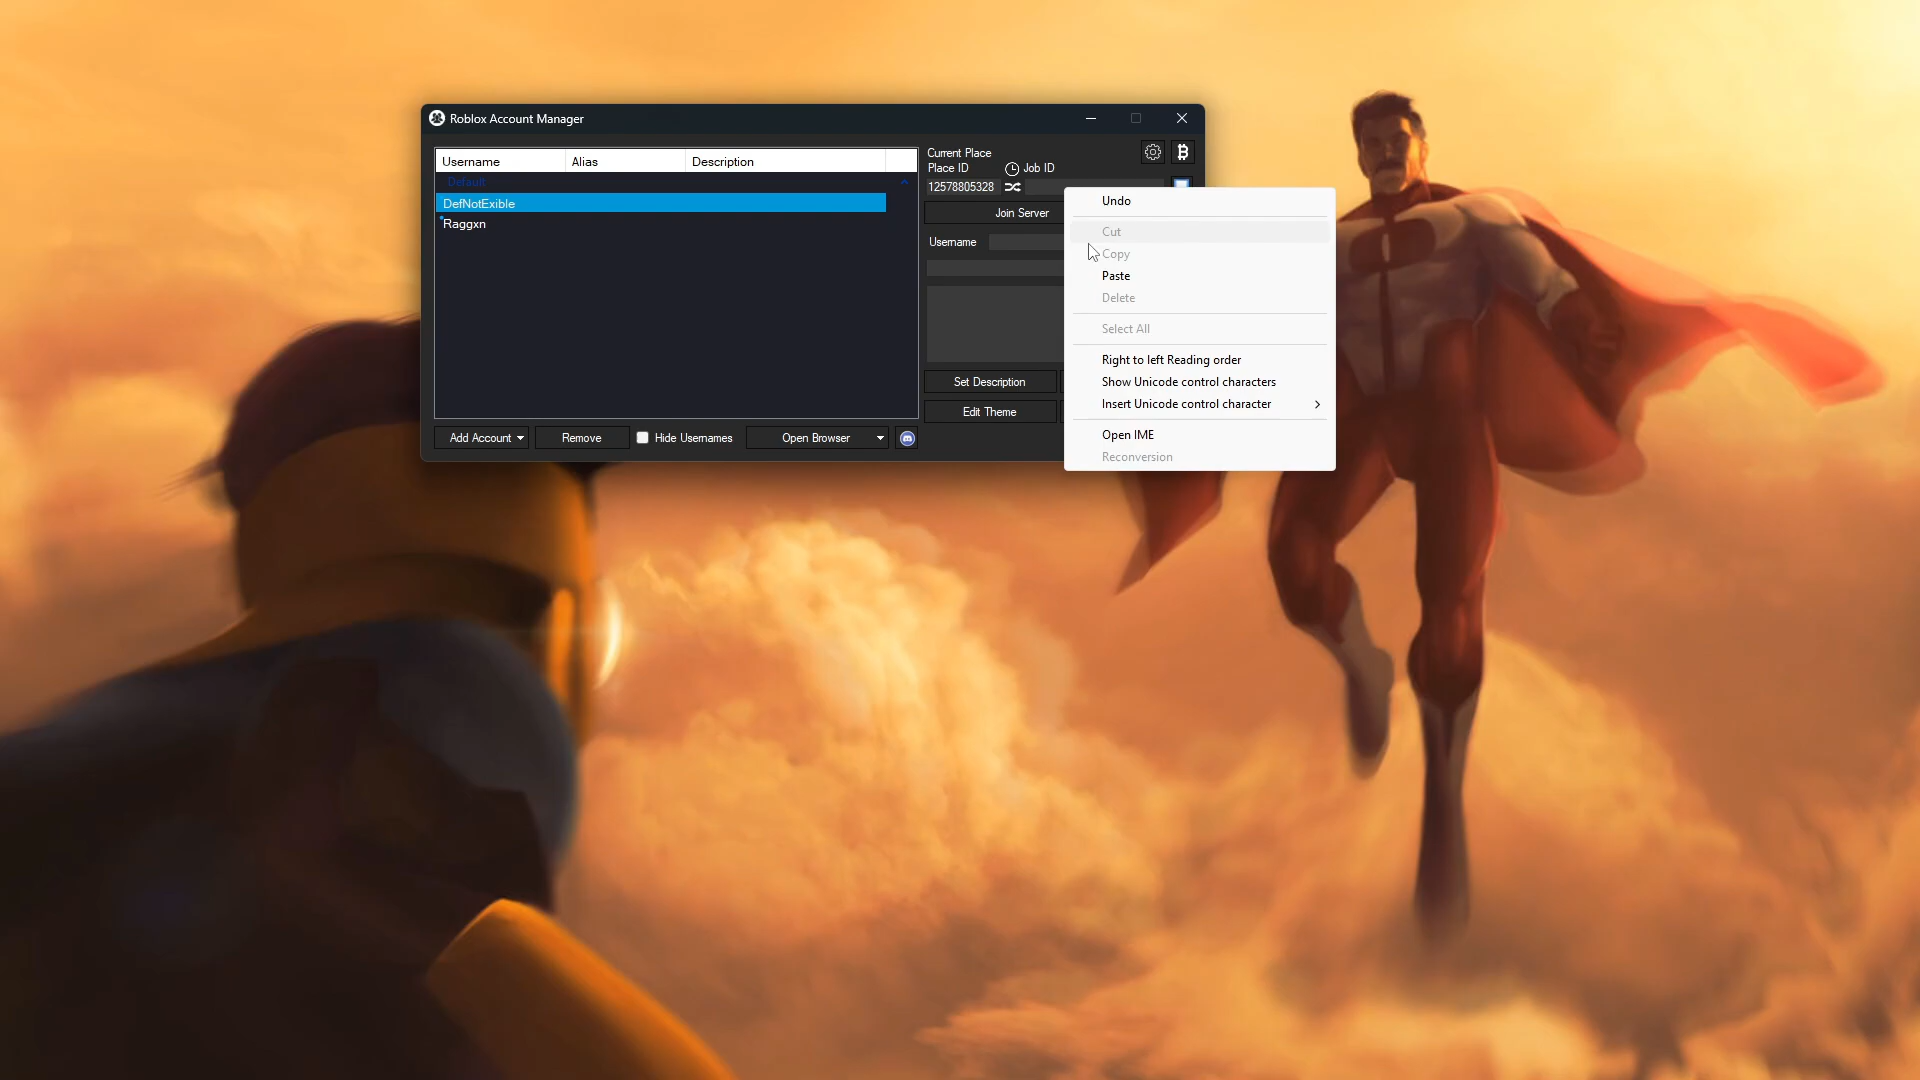 Roblox Account Manager
Username Alias Description
Default
DefNotExible
Raggxn
Add Account
Remove
Hide Usernames
Open Browser
Current Place
Place ID
Job ID
12578805328
Join Server
Username
Set Description
Edit Theme
Undo
Cut
Copy
Paste
Delete
Select All
Right to left Reading order
Show Unicode control characters
Insert Unicode control character
Open IME
Reconversion